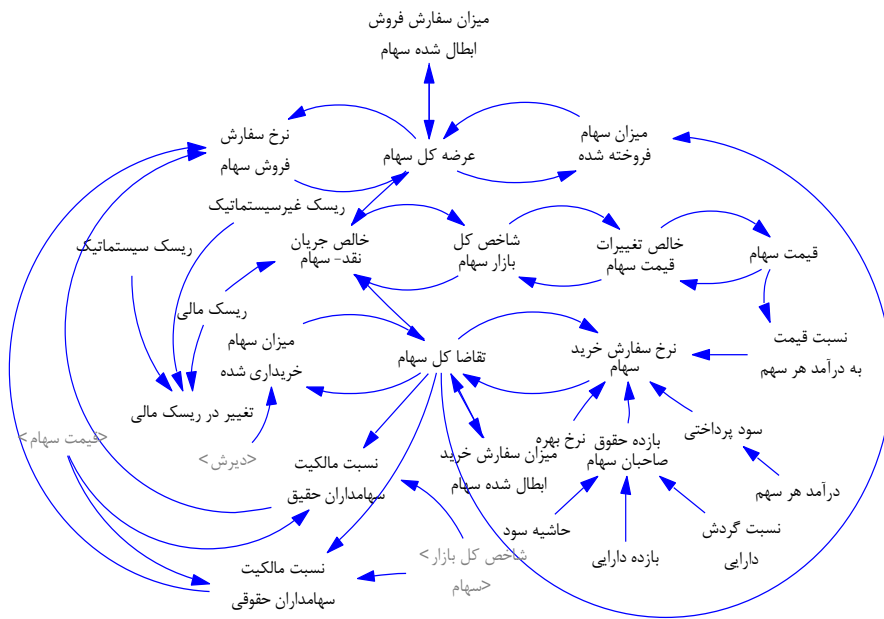 میزان سفارش فروش
ابطال شده سهام
نرخ سفارش
فروش سهام
عرضه کل سهام
میزان سهام
فروخته شده
ریسک غیرسیستماتیک
ریسک سیستماتیک
خالص جریان
نقد- سهام
شاخص کل
بازار سهام
خالص تغییرات
قیمت سهام
قیمت سهام
ریسک مالی
میزان سهام
خریداری شده
تقاضا کل سهام
نرخ سفارش خرید
سهام
نسبت قیمت
به درآمد هر سهم
تغییر در ریسک مالی
<قیمت سهام>
<دیرش>
نسبت مالکیت
سهامداران حقیق
میزان سفارش خرید
ابطال شده سهام
نرخ بهره
بازده حقوق
صاحبان سهام
سود پرداختی
درآمد هر سهم
حاشیه سود
بازده دارایی
نسبت گردش
دارایی
نسبت مالکیت
سهامداران حقوقی
<شاخص کل بازار
سهام>